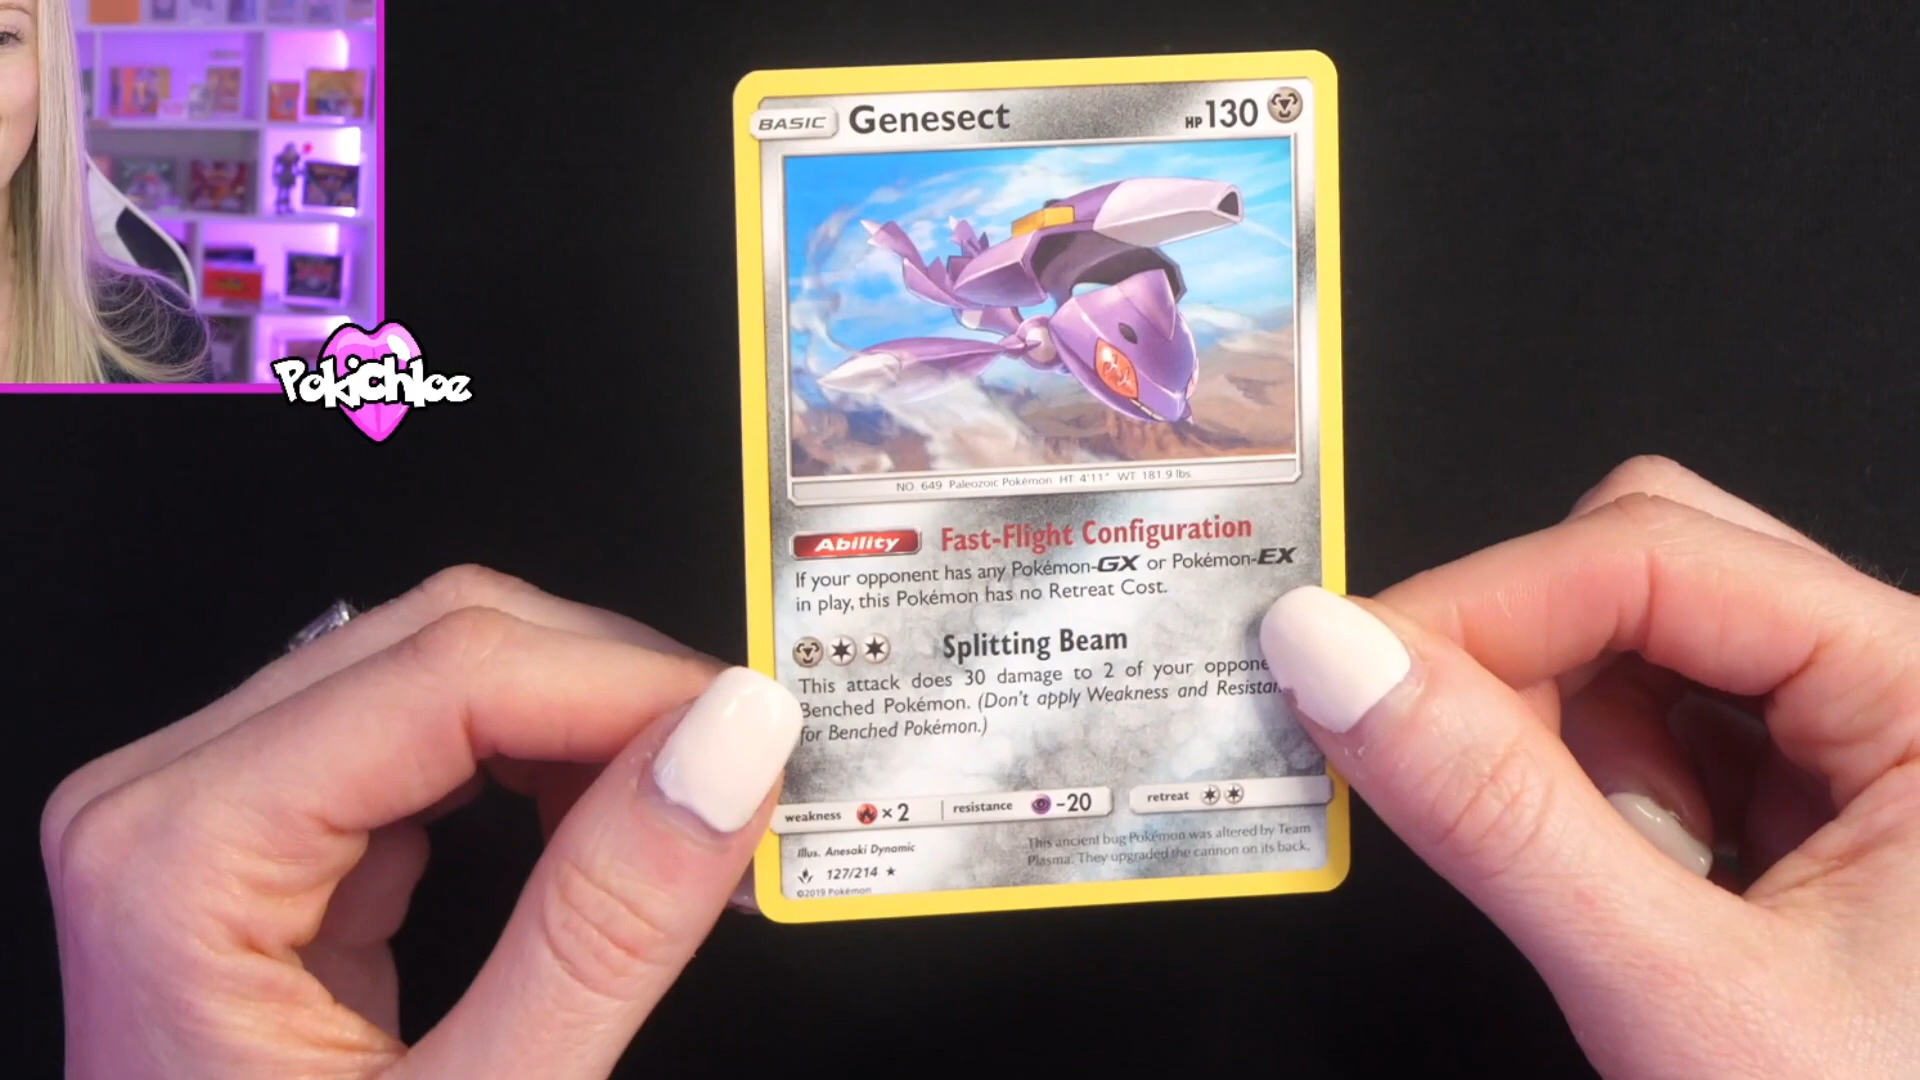 Pokichloe
BASIC Genesect HP 130
NO. 649 Paleozoic Pokémon HT 4'11" WT 181.9 lbs
Ability Fast-Flight Configuration
If your opponent has any Pokémon-GX or Pokémon-EX
in play, this Pokémon has no Retreat Cost.
Splitting Beam
This attack does 30 damage to 2 of your oppone
Benched Pokémon. (Don't apply Weakness and Resistan
for Benched Pokémon.)
weakness ×2 resistance -20 retreat
Illus. Anesaki Dynamic
This ancient bug Pokémon was altered by Team
Plasma. They upgraded the cannon on its back.
127/214
©2019 Pokémon